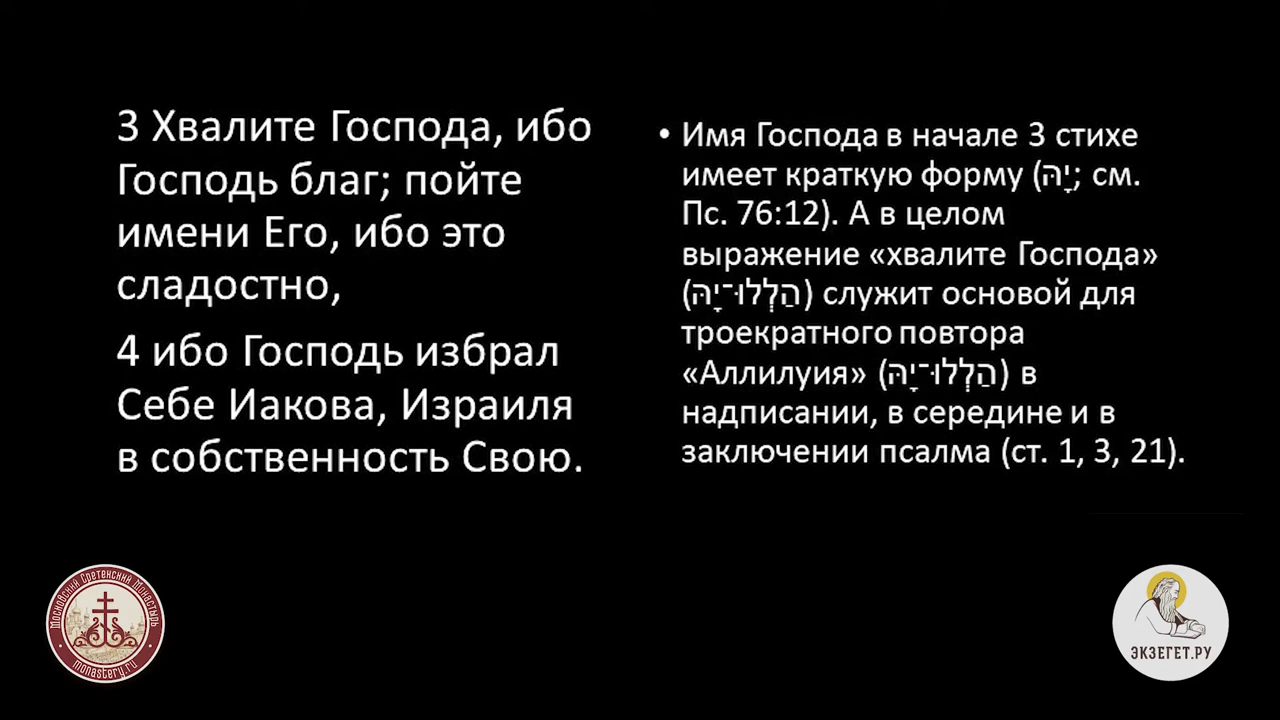 3 Хвалите Господа, ибо
Господь благ; пойте
имени Его, ибо это
сладостно,
4 ибо Господь избрал
Себе Иакова, Израиля
в собственность Свою.
• Имя Господа в начале 3 стихе
имеет краткую форму (יָהּ; см.
Пс. 76:12). А в целом
выражение «хвалите Господа»
(הַלְלוּ־יָהּ) служит основой для
троекратного повтора
«Аллилуия» (הַלְלוּ־יָהּ) в
надписании, в середине и в
заключении псалма (ст. 1, 3, 21).
Московский Сретенский Монастырь
monastery.ru
ЭКЗЕГЕТ.РУ